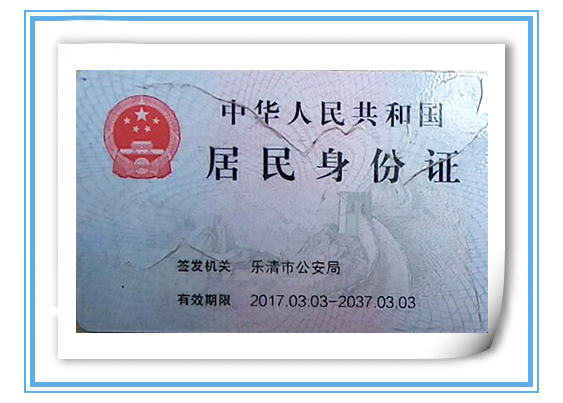 中华人民共和国
居民身份证
签发机关 乐清市公安局
有效期限 2017.03.03-2037.03.03